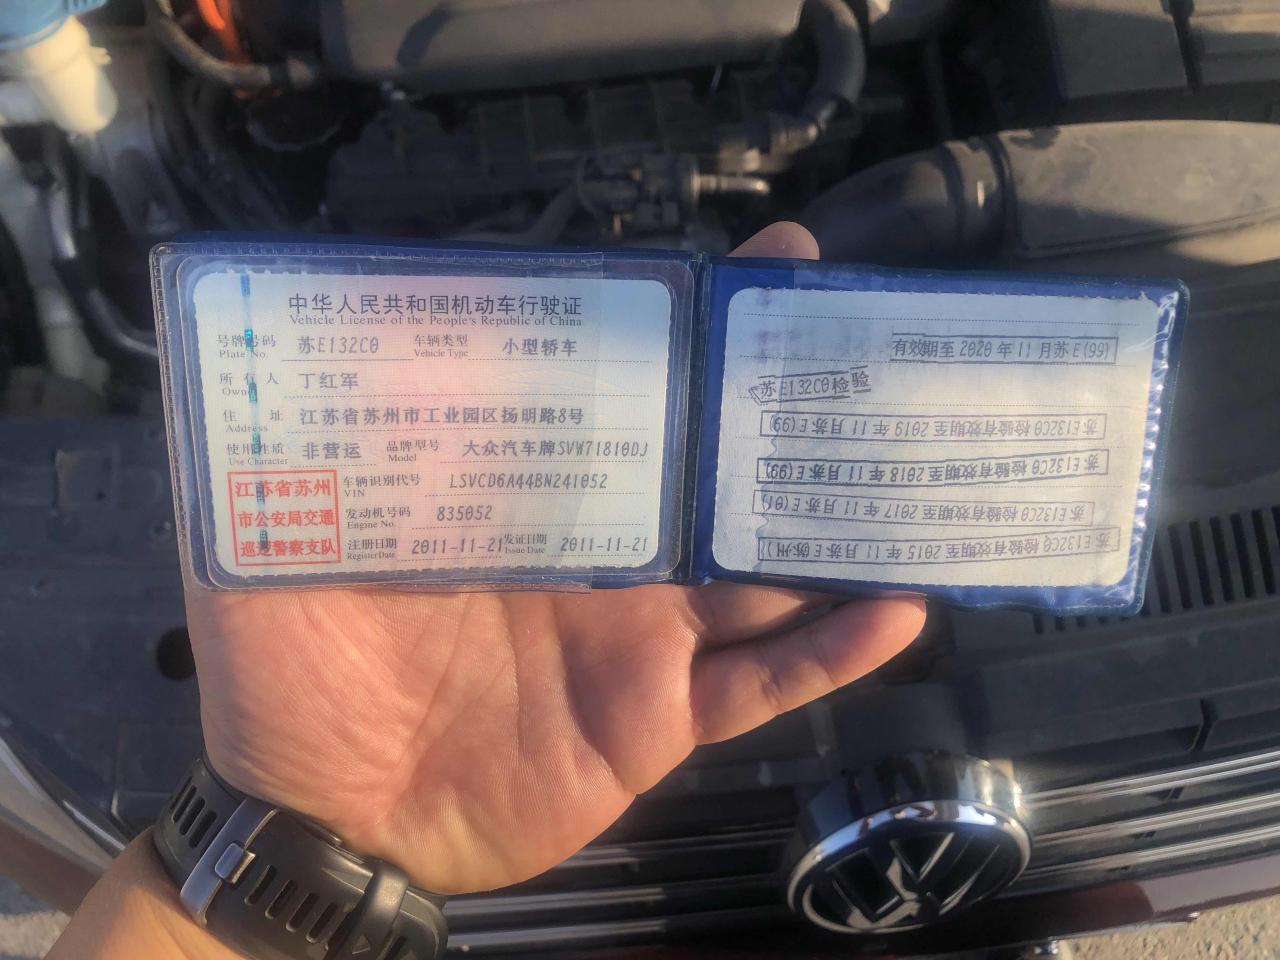 中华人民共和国机动车行驶证
Vehicle License of the People's Republic of China
号牌号码 苏E132C0 车辆类型 小型轿车
Plate No. Vehicle Type
所有人 丁红军
Owner
住址 江苏省苏州市工业园区扬明路8号
Address
使用性质 非营运 品牌型号 大众汽车牌SVW71810DJ
Use Character Model
江苏省苏州
市公安局交通
巡逻警察支队
车辆识别代号 LSVCD6A44BN241052
VIN
发动机号码 835052
Engine No.
注册日期 2011-11-21 发证日期 2011-11-21
Register Date Issue Date
有效期至2020年11月苏E(99)
苏E132C0检验
苏E132C0检验有效期至2019年11月苏E(99)
苏E132C0检验有效期至2018年11月苏E(99)
苏E132C0检验有效期至2017年11月苏E(01)
苏E132C0检验有效期至2015年11月苏E(苏州)